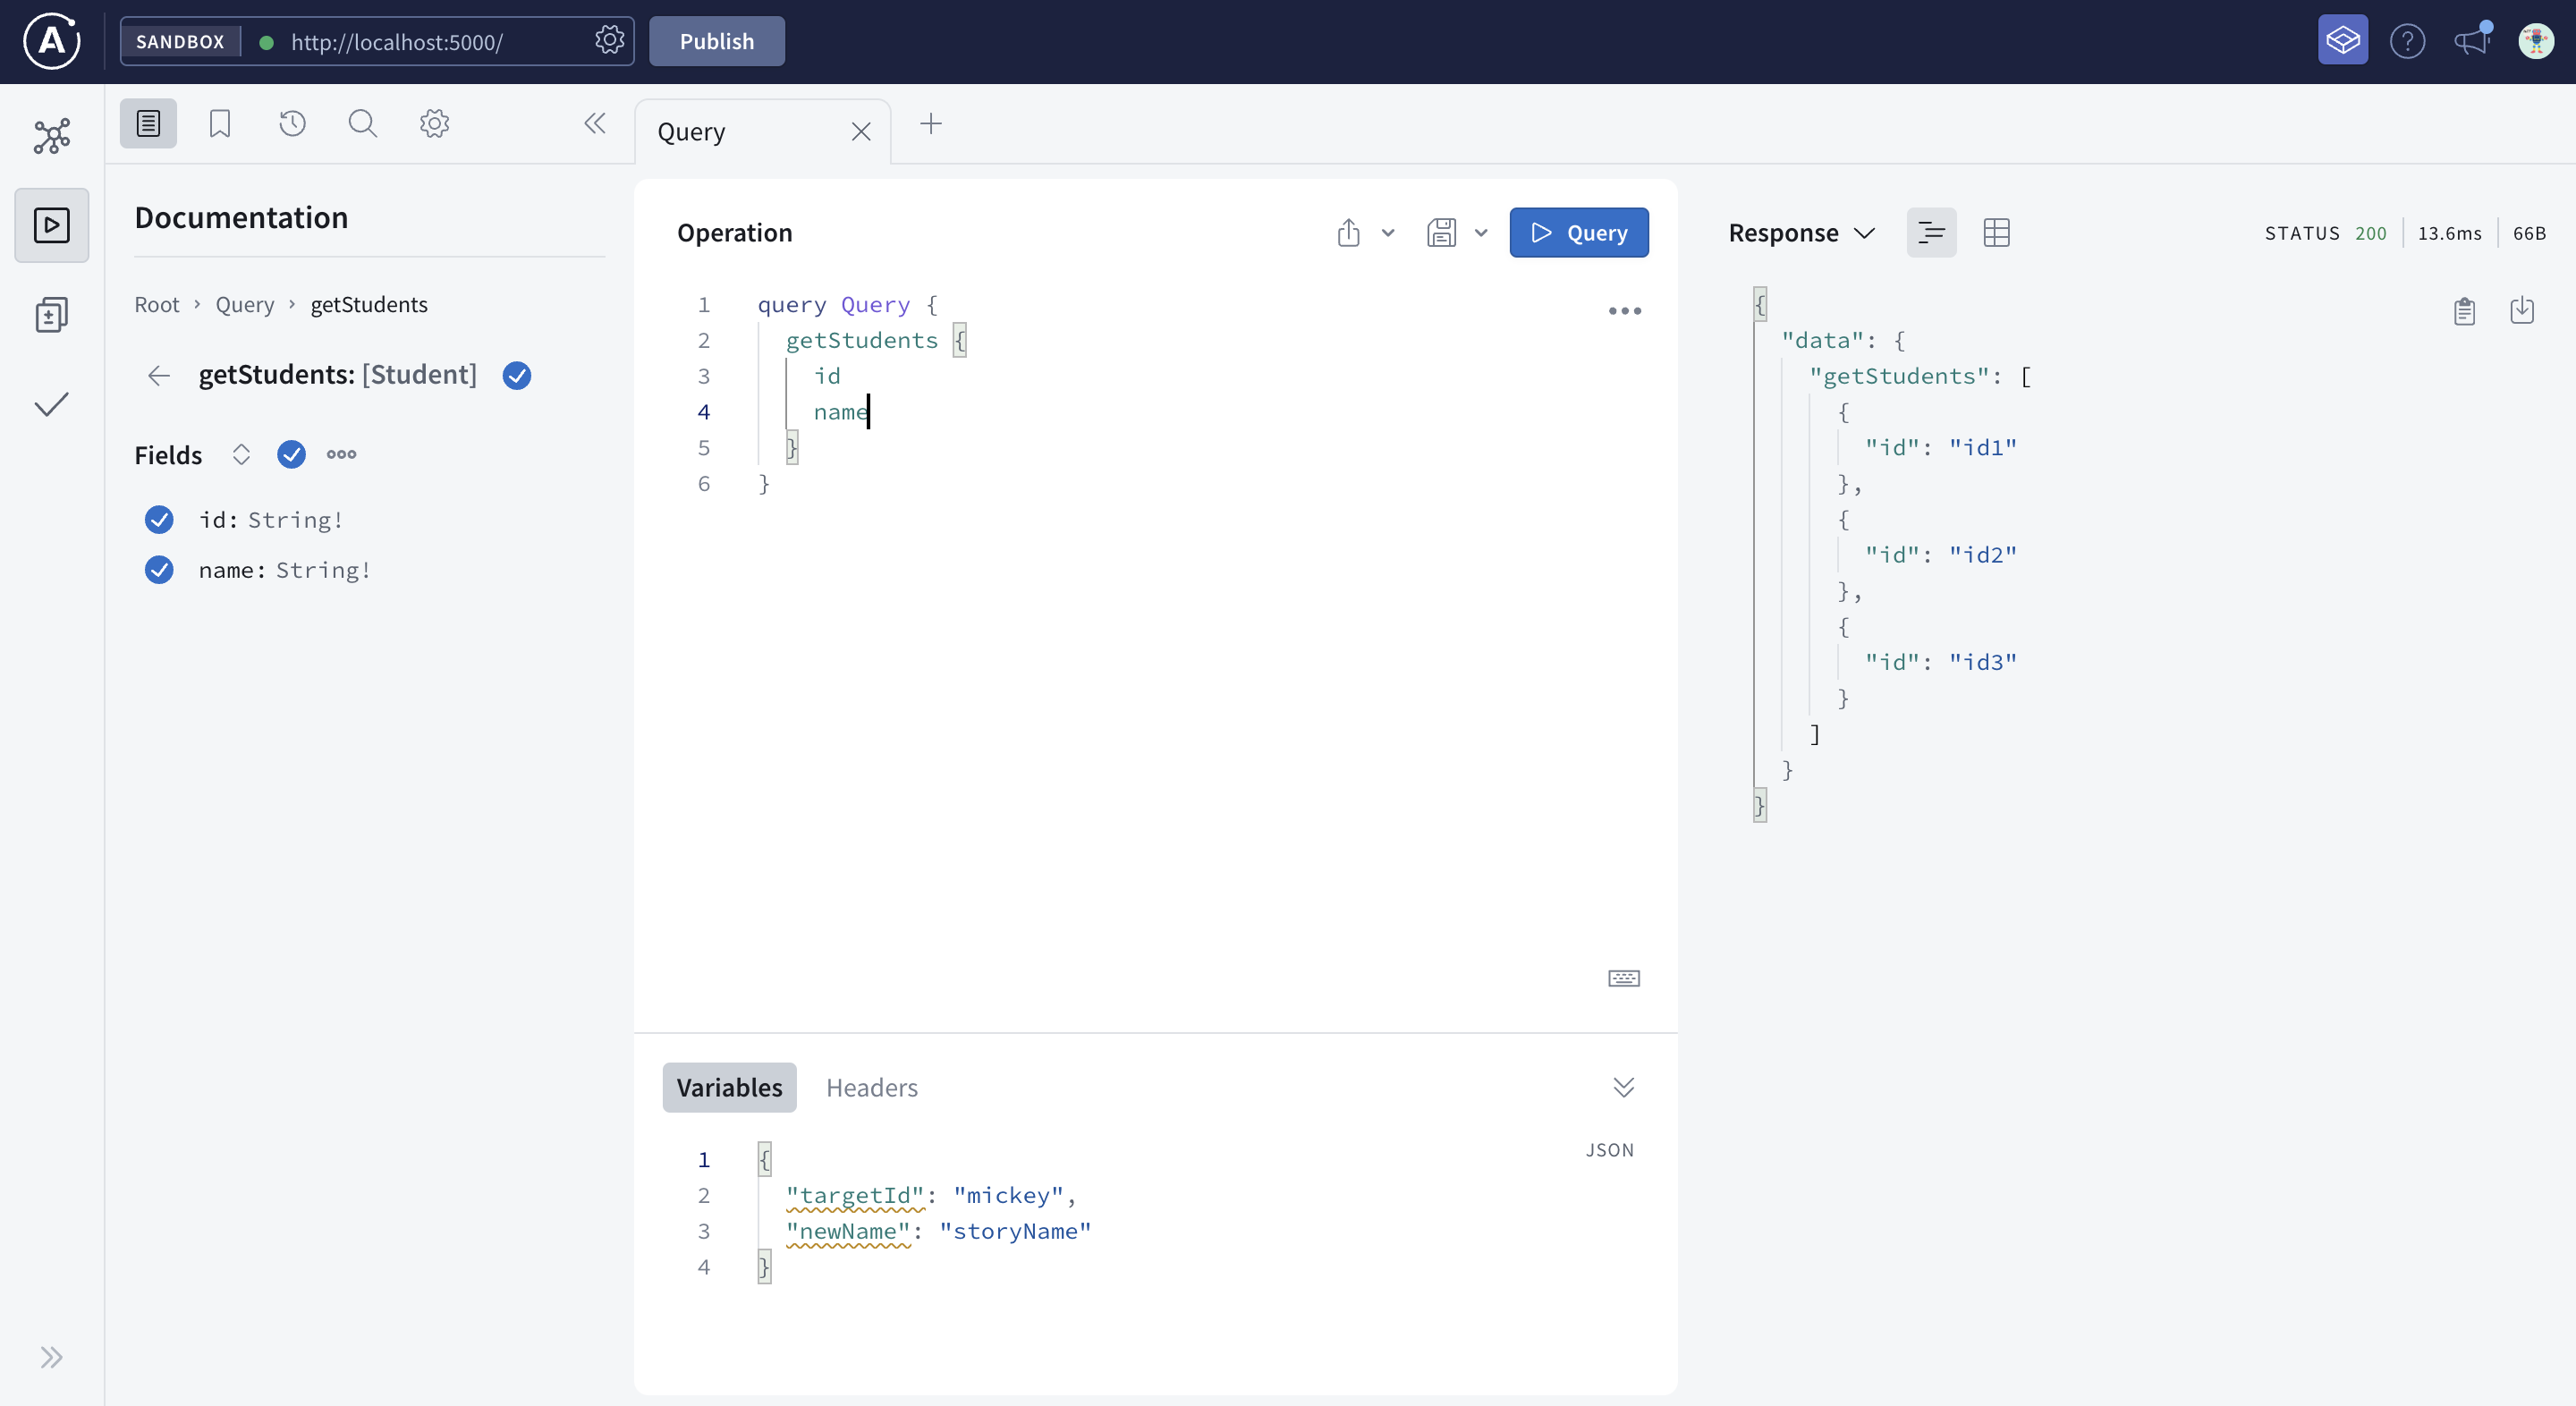 A
SANDBOX http://localhost:5000/
Publish
?
Query
Documentation
Root › Query › getStudents
getStudents: [Student]
Fields
id: String!
name: String!
Operation
Query
1 query Query {
2 getStudents {
3 id
4 name
5 }
6 }
Variables Headers
JSON
1 {
2 "targetId": "mickey",
3 "newName": "storyName"
4 }
Response
STATUS 200 13.6ms 66B
{
"data": {
"getStudents": [
{
"id": "id1"
},
{
"id": "id2"
},
{
"id": "id3"
}
]
}
}